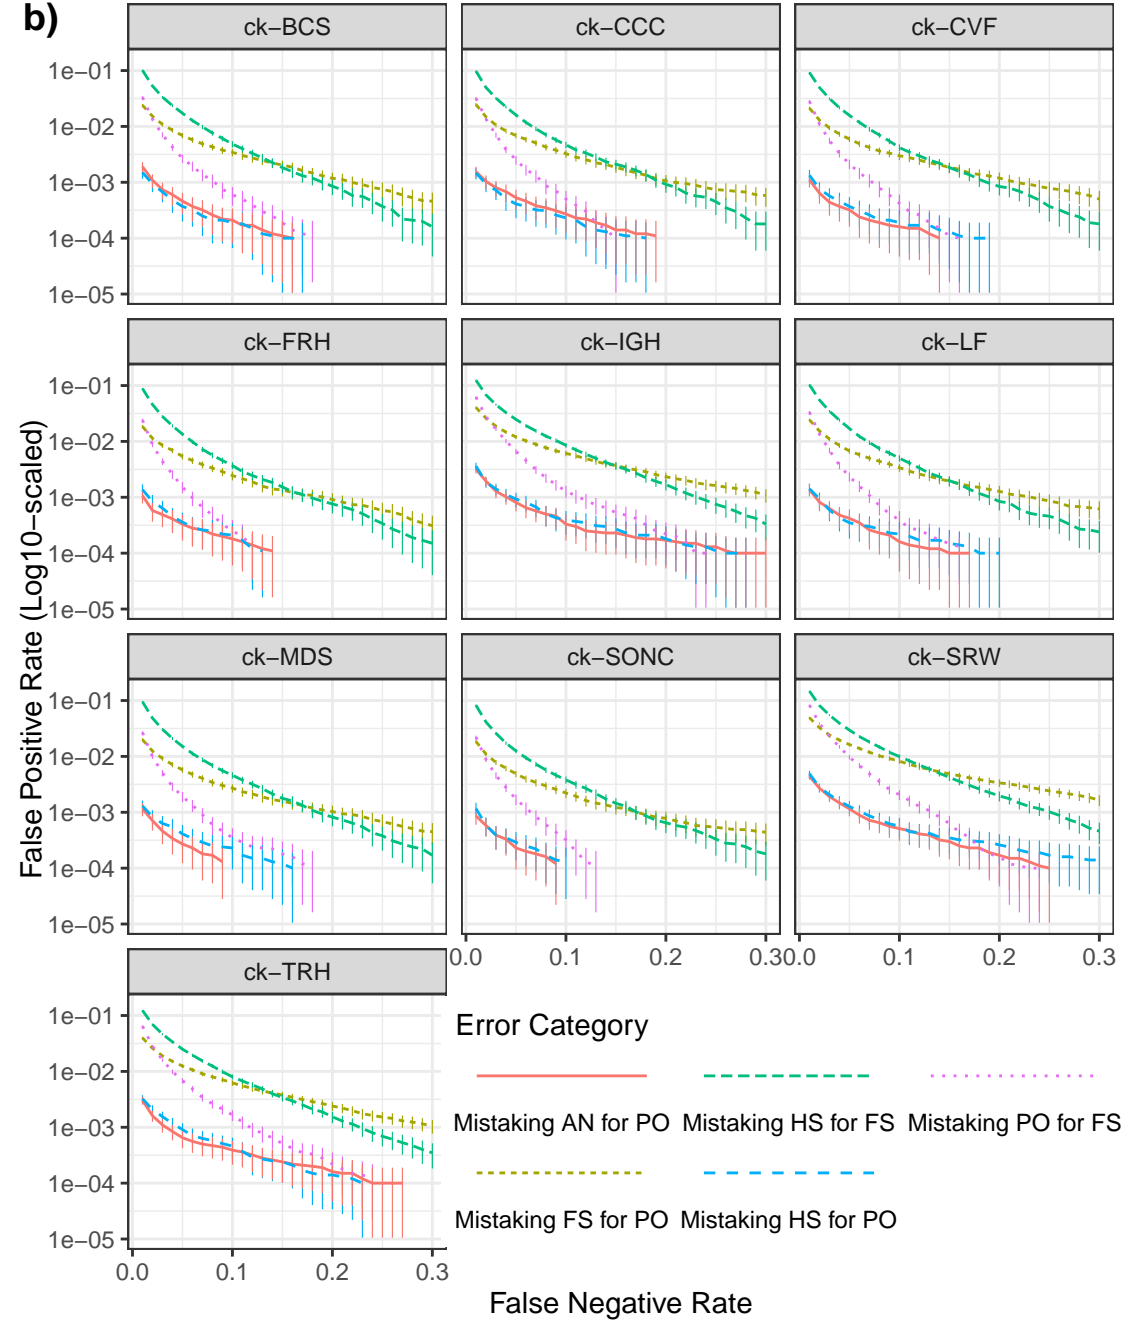 b)
ck−BCS ck−CCC ck−CVF
1e−01
1e−02
1e−03
1e−04
1e−05
ck−FRH ck−IGH ck−LF
1e−01
1e−02
1e−03
1e−04
1e−05
ck−MDS ck−SONC ck−SRW
1e−01
1e−02
1e−03
1e−04
1e−05
0.0 0.1 0.2 0.3 0.0 0.1 0.2 0.3
ck−TRH
1e−01
1e−02
1e−03
1e−04
1e−05
0.0 0.1 0.2 0.3
False Positive Rate (Log10−scaled)
False Negative Rate
Error Category
Mistaking AN for PO Mistaking HS for FS Mistaking PO for FS
Mistaking FS for PO Mistaking HS for PO